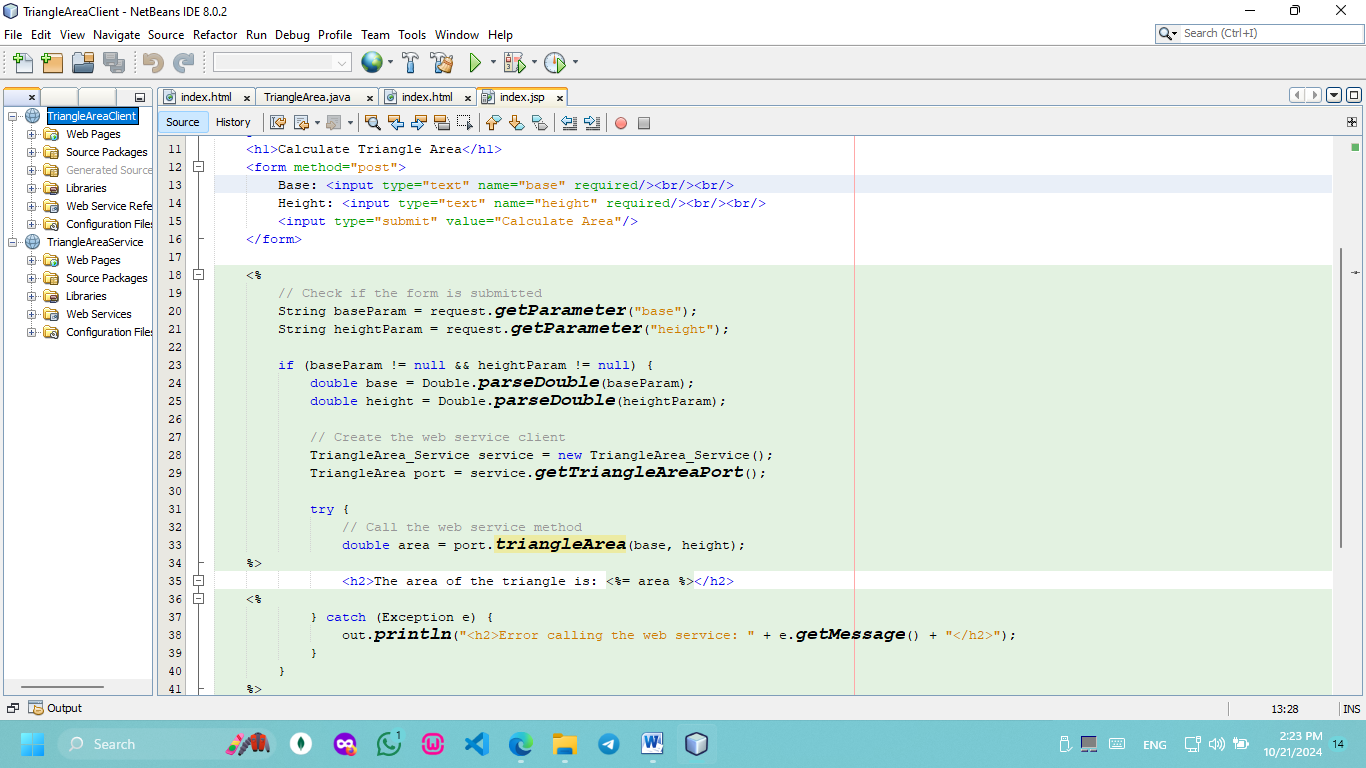 TriangleAreaClient - NetBeans IDE 8.0.2
File Edit View Navigate Source Refactor Run Debug Profile Team Tools Window Help
Search (Ctrl+I)
index.html
TriangleArea.java
index.html
index.jsp
Source History
TriangleAreaClient
Web Pages
Source Packages
Generated Source
Libraries
Web Service Refe
Configuration Files
TriangleAreaService
Web Pages
Source Packages
Libraries
Web Services
Configuration Files
11 <h1>Calculate Triangle Area</h1>
12 <form method="post">
13 Base: <input type="text" name="base" required/><br/><br/>
14 Height: <input type="text" name="height" required/><br/><br/>
15 <input type="submit" value="Calculate Area"/>
16 </form>
17
18 <%
19 // Check if the form is submitted
20 String baseParam = request.getParameter("base");
21 String heightParam = request.getParameter("height");
22
23 if (baseParam != null && heightParam != null) {
24 double base = Double.parseDouble(baseParam);
25 double height = Double.parseDouble(heightParam);
26
27 // Create the web service client
28 TriangleArea_Service service = new TriangleArea_Service();
29 TriangleArea port = service.getTriangleAreaPort();
30
31 try {
32 // Call the web service method
33 double area = port.triangleArea(base, height);
34 %>
35 <h2>The area of the triangle is: <%= area %></h2>
36 <%
37 } catch (Exception e) {
38 out.println("<h2>Error calling the web service: " + e.getMessage() + "</h2>");
39 }
40 }
41 %>
Output
13:28 INS
Search
1
ENG
2:23 PM
10/21/2024
14